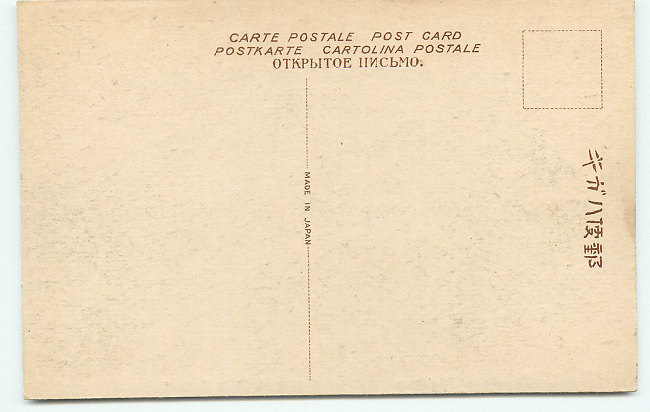 CARTE POSTALE POST CARD
POSTKARTE CARTOLINA POSTALE
ОТКРЫТОЕ ПИСЬМО.
MADE IN JAPAN
郵便ハガキ